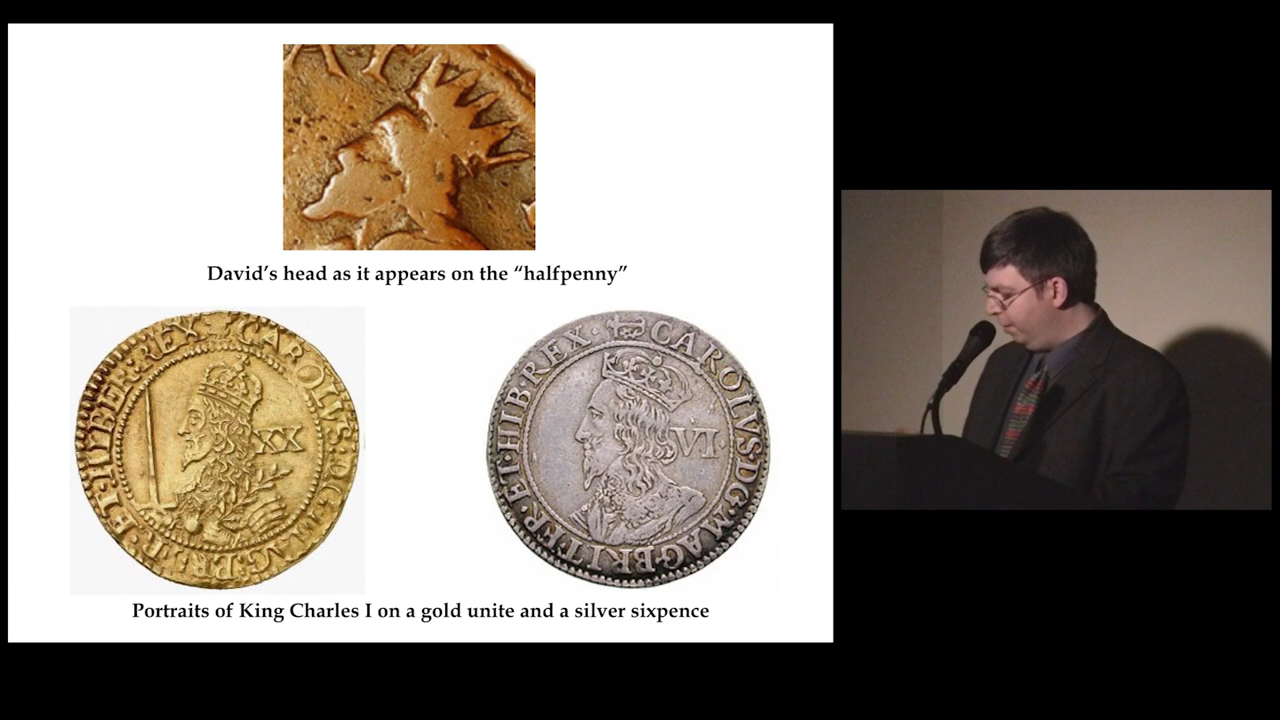 David's head as it appears on the “halfpenny”
CAROLVS·D·G·MAG·BR·FR·ET·HIBER·REX
XX
CAROLVS·D·G·MAG·BRIT·FR·ET·HIB·REX·
VI
Portraits of King Charles I on a gold unite and a silver sixpence